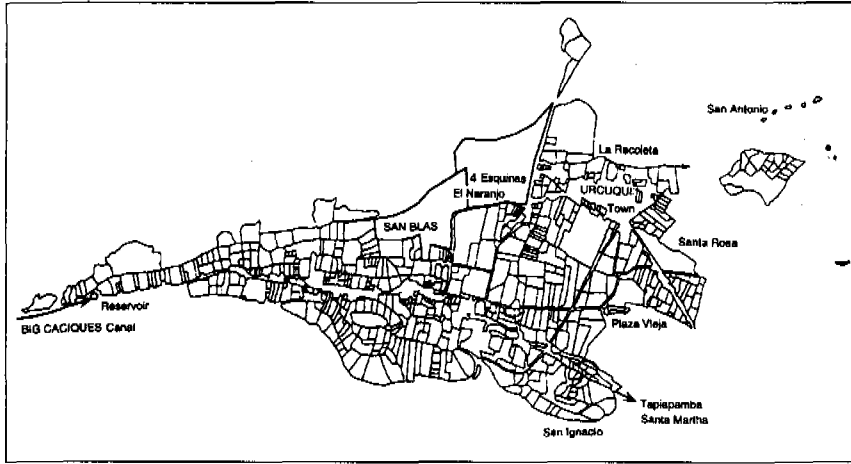 San Antonio
La Recoleta
4 Esquinas
El Naranjo
URCUQUI
Town
SAN BLAS
Santa Rosa
Reservoir
BIG CACIQUES Canal
Plaza Vieja
Tapiapamba
Santa Martha
San Ignacio